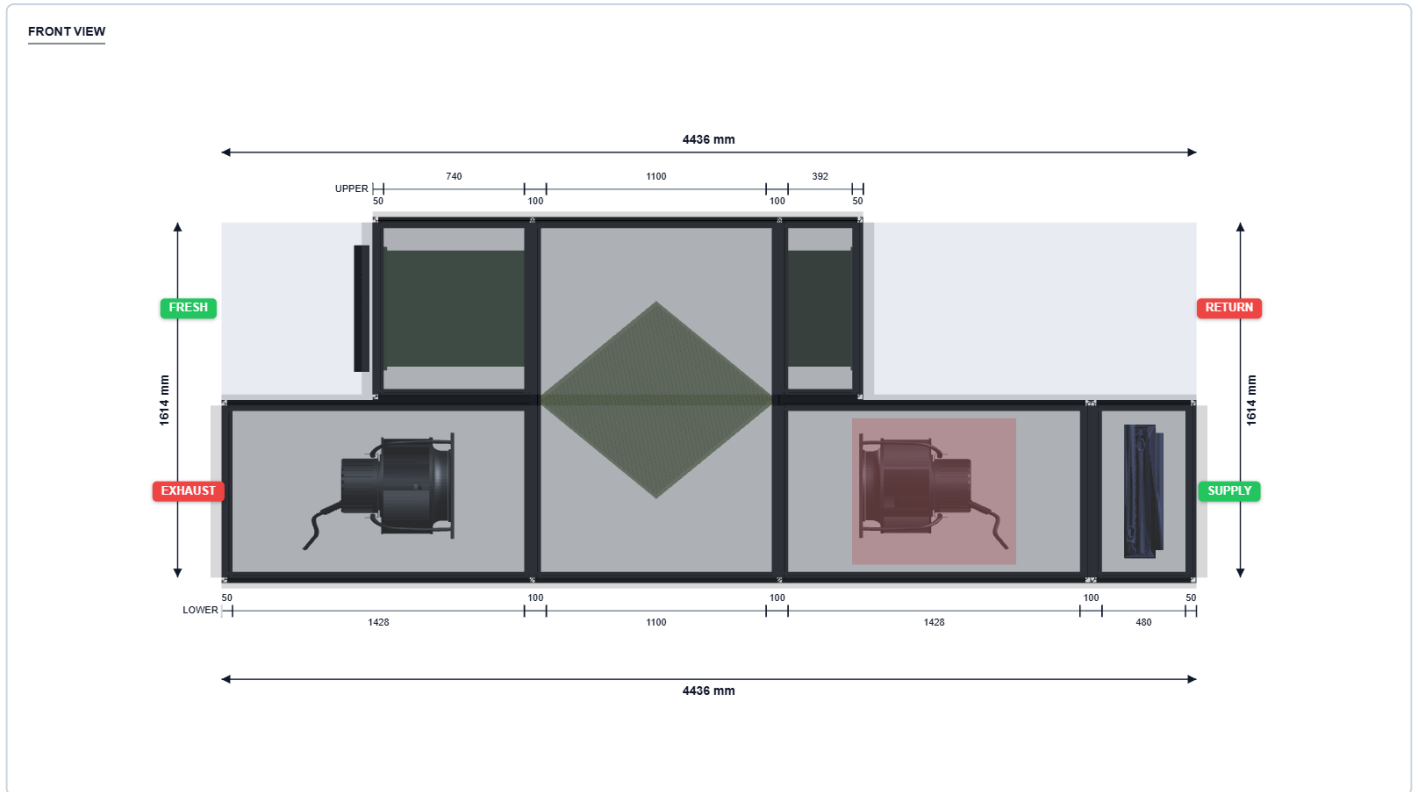 FRONT VIEW
4436 mm
740 1100 392
UPPER
50 100 100 50
FRESH RETURN
1614 mm 1614 mm
EXHAUST SUPPLY
50 100 100 100 50
LOWER
1428 1100 1428 480
4436 mm